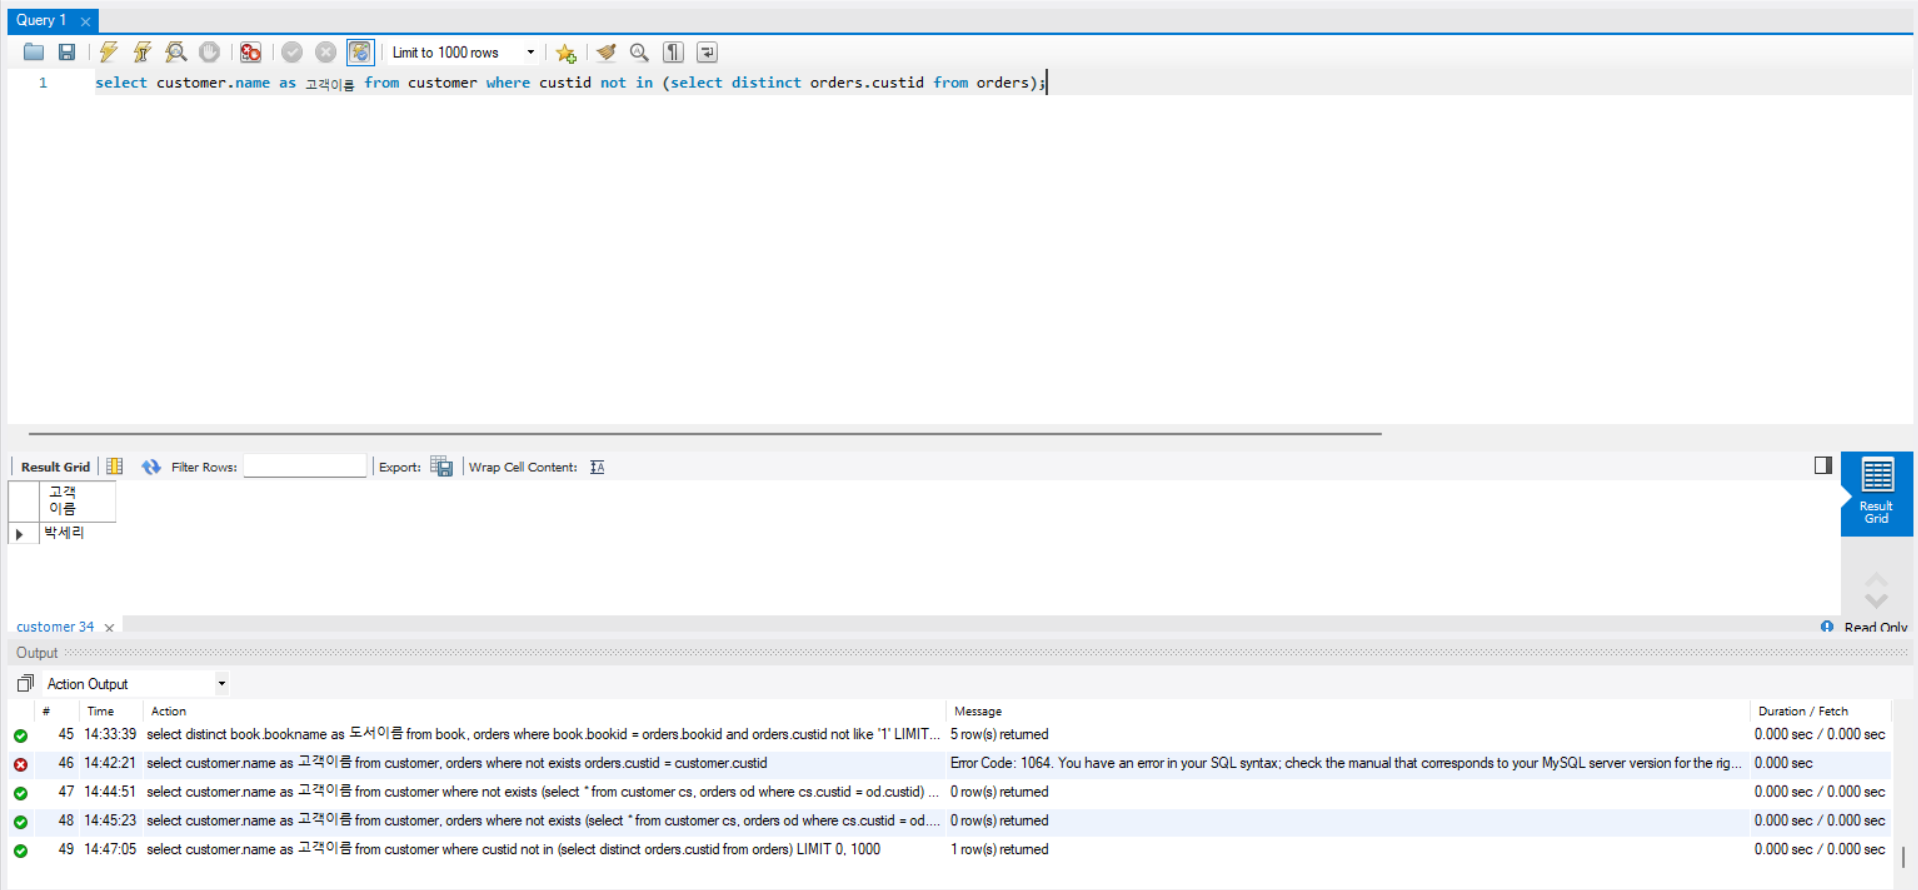 Query 1
Limit to 1000 rows
1 select customer.name as 고객이름 from customer where custid not in (select distinct orders.custid from orders);
Result Grid Filter Rows: Export: Wrap Cell Content:
고객
이름
박세리
Result
Grid
customer 34 Read Only
Output
Action Output
# Time Action Message Duration / Fetch
45 14:33:39 select distinct book.bookname as 도서이름 from book, orders where book.bookid = orders.bookid and orders.custid not like '1' LIMIT... 5 row(s) returned 0.000 sec / 0.000 sec
46 14:42:21 select customer.name as 고객이름 from customer, orders where not exists orders.custid = customer.custid Error Code: 1064. You have an error in your SQL syntax; check the manual that corresponds to your MySQL server version for the rig... 0.000 sec
47 14:44:51 select customer.name as 고객이름 from customer where not exists (select * from customer cs, orders od where cs.custid = od.custid) ... 0 row(s) returned 0.000 sec / 0.000 sec
48 14:45:23 select customer.name as 고객이름 from customer, orders where not exists (select * from customer cs, orders od where cs.custid = od.... 0 row(s) returned 0.000 sec / 0.000 sec
49 14:47:05 select customer.name as 고객이름 from customer where custid not in (select distinct orders.custid from orders) LIMIT 0, 1000 1 row(s) returned 0.000 sec / 0.000 sec